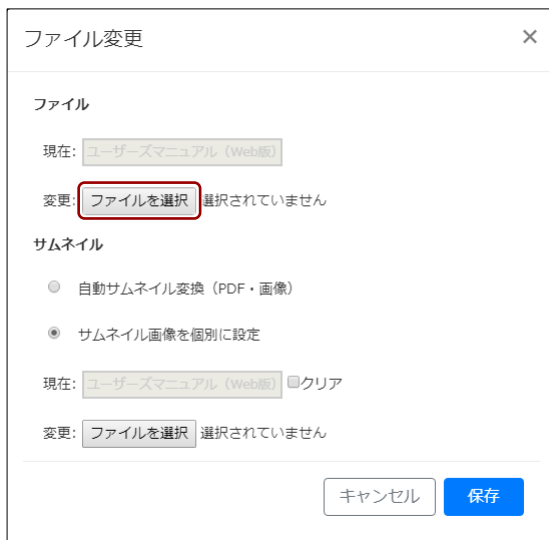 ファイル変更 ×
ファイル
現在: ユーザーズマニュアル（Web版）
変更: ファイルを選択 選択されていません
サムネイル
自動サムネイル変換（PDF・画像）
サムネイル画像を個別に設定
現在: ユーザーズマニュアル（Web版） クリア
変更: ファイルを選択 選択されていません
キャンセル 保存